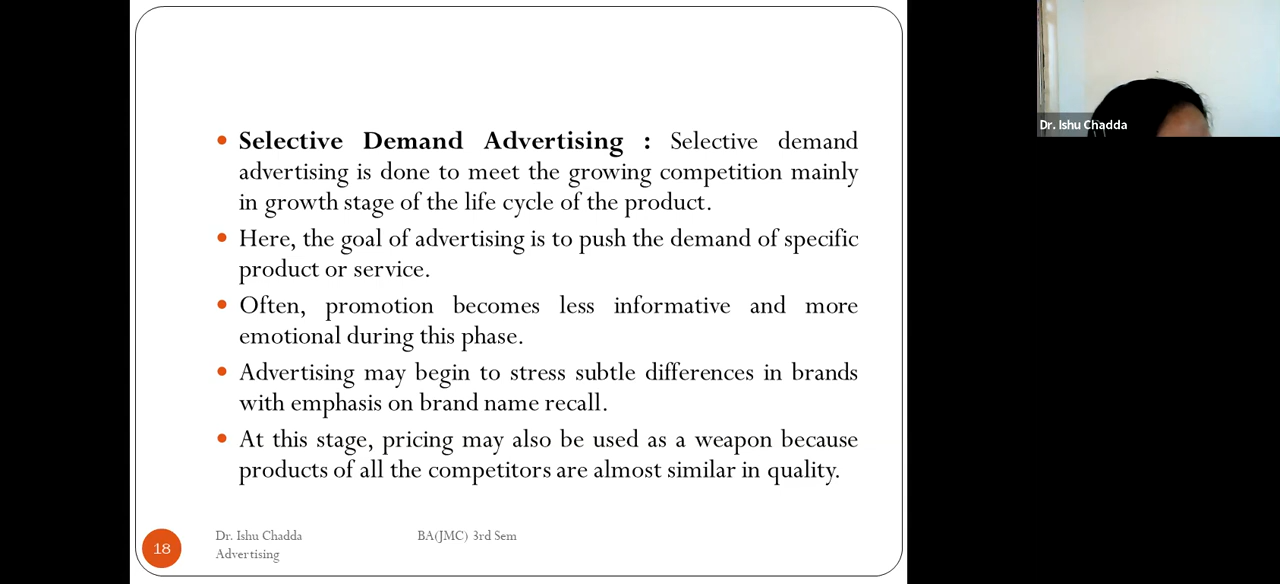 • Selective Demand Advertising : Selective demand
advertising is done to meet the growing competition mainly
in growth stage of the life cycle of the product.
• Here, the goal of advertising is to push the demand of specific
product or service.
• Often, promotion becomes less informative and more
emotional during this phase.
• Advertising may begin to stress subtle differences in brands
with emphasis on brand name recall.
• At this stage, pricing may also be used as a weapon because
products of all the competitors are almost similar in quality.
18
Dr. Ishu Chadda BA(JMC) 3rd Sem
Advertising
Dr. Ishu Chadda